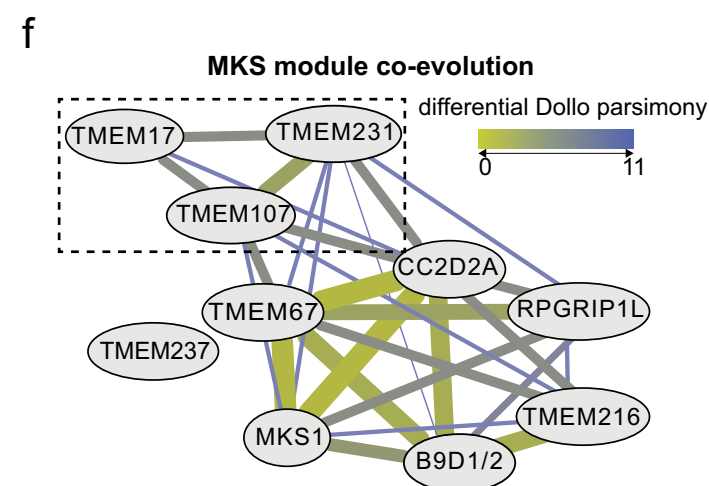 f
MKS module co-evolution
differential Dollo parsimony
0 11
TMEM17 TMEM231
TMEM107
CC2D2A
TMEM67 RPGRIP1L
TMEM237
TMEM216
MKS1
B9D1/2